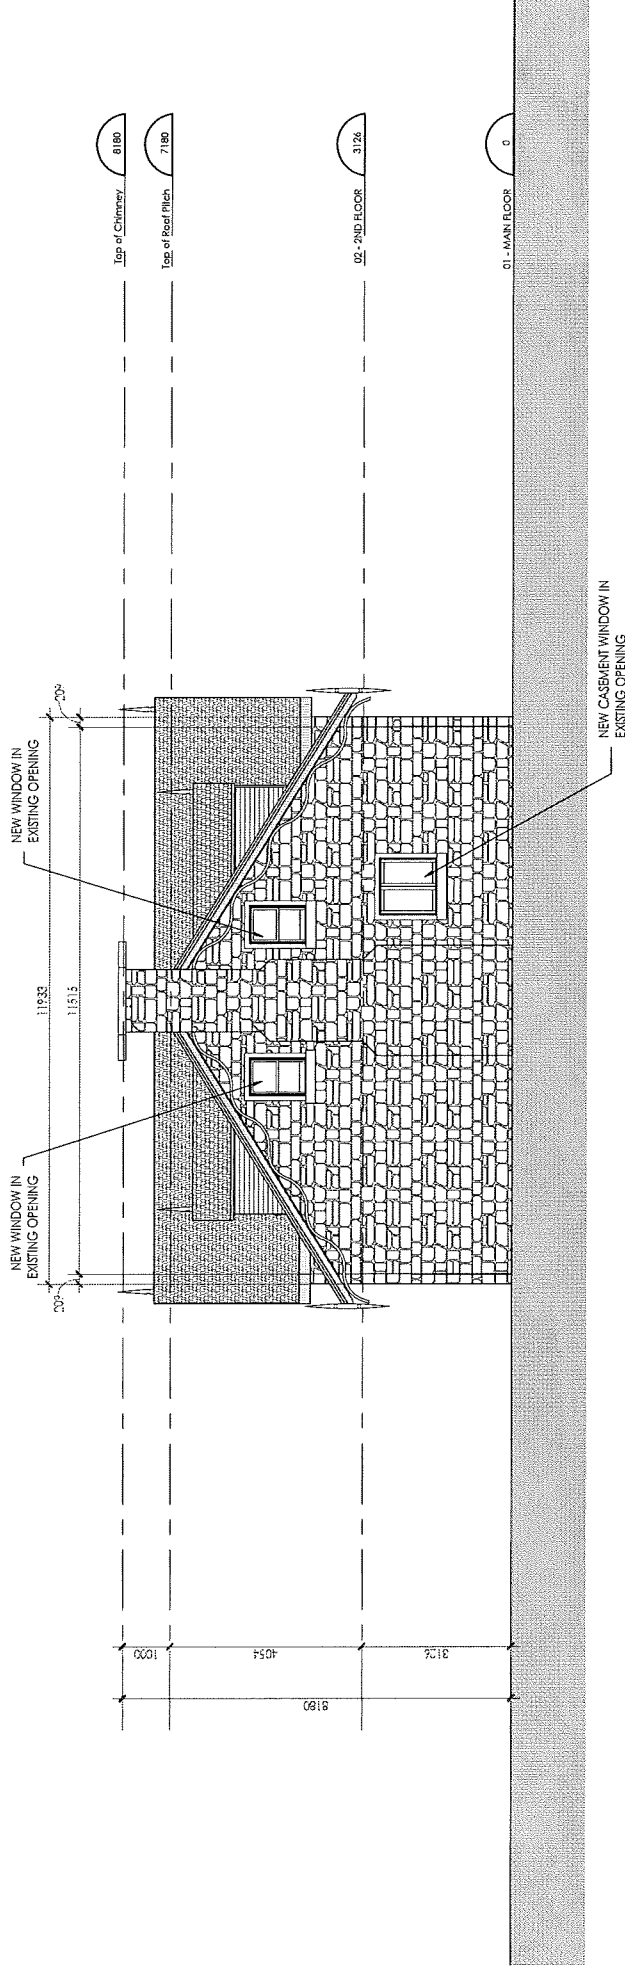 NEW WINDOW IN
EXISTING OPENING
NEW WINDOW IN
EXISTING OPENING
11933
209
11515
209
Top of Chimney
8180
Top of Roof Pitch
7180
02 - 2ND FLOOR
3126
01 - MAIN FLOOR
0
1000
4054
3126
8180
NEW CASEMENT WINDOW IN
EXISTING OPENING